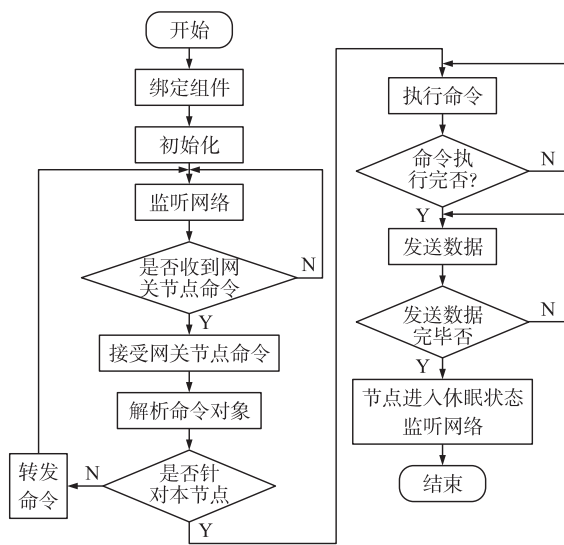 开始
绑定组件
初始化
监听网络
是否收到网
关节点命令
N
Y
接受网关节点命令
解析命令对象
是否针
对本节点
N
转发
命令
Y
执行命令
命令执
行完否?
N
Y
发送数据
发送数据
完毕否
N
Y
节点进入休眠状态
监听网络
结束